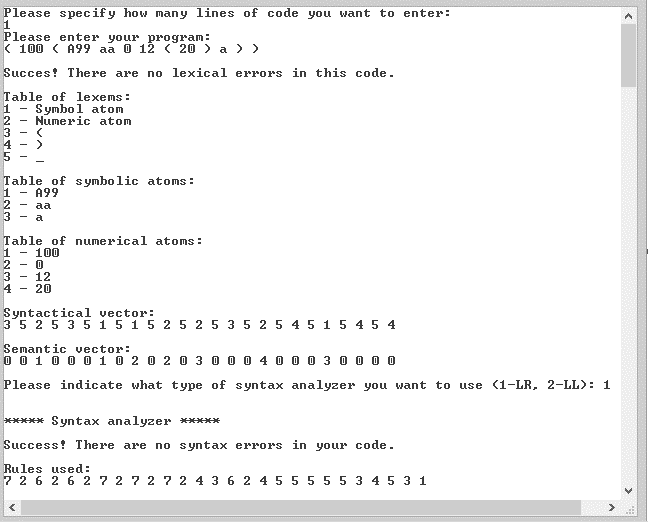 Please specify how many lines of code you want to enter:
1
Please enter your program:
( 100 ( A99 aa 0 12 ( 20 ) a ) )
Succes! There are no lexical errors in this code.
Table of lexems:
1 - Symbol atom
2 - Numeric atom
3 - (
4 - )
5 - _
Table of symbolic atoms:
1 - A99
2 - aa
3 - a
Table of numerical atoms:
1 - 100
2 - 0
3 - 12
4 - 20
Syntactical vector:
3 5 2 5 3 5 1 5 1 5 2 5 2 5 3 5 2 5 4 5 1 5 4 5 4
Semantic vector:
0 0 1 0 0 0 1 0 2 0 2 0 3 0 0 0 4 0 0 0 3 0 0 0 0
Please indicate what type of syntax analyzer you want to use (1-LR, 2-LL): 1
***** Syntax analyzer *****
Success! There are no syntax errors in your code.
Rules used:
7 2 6 2 6 2 7 2 7 2 7 2 4 3 6 2 4 5 5 5 5 5 3 4 5 3 1